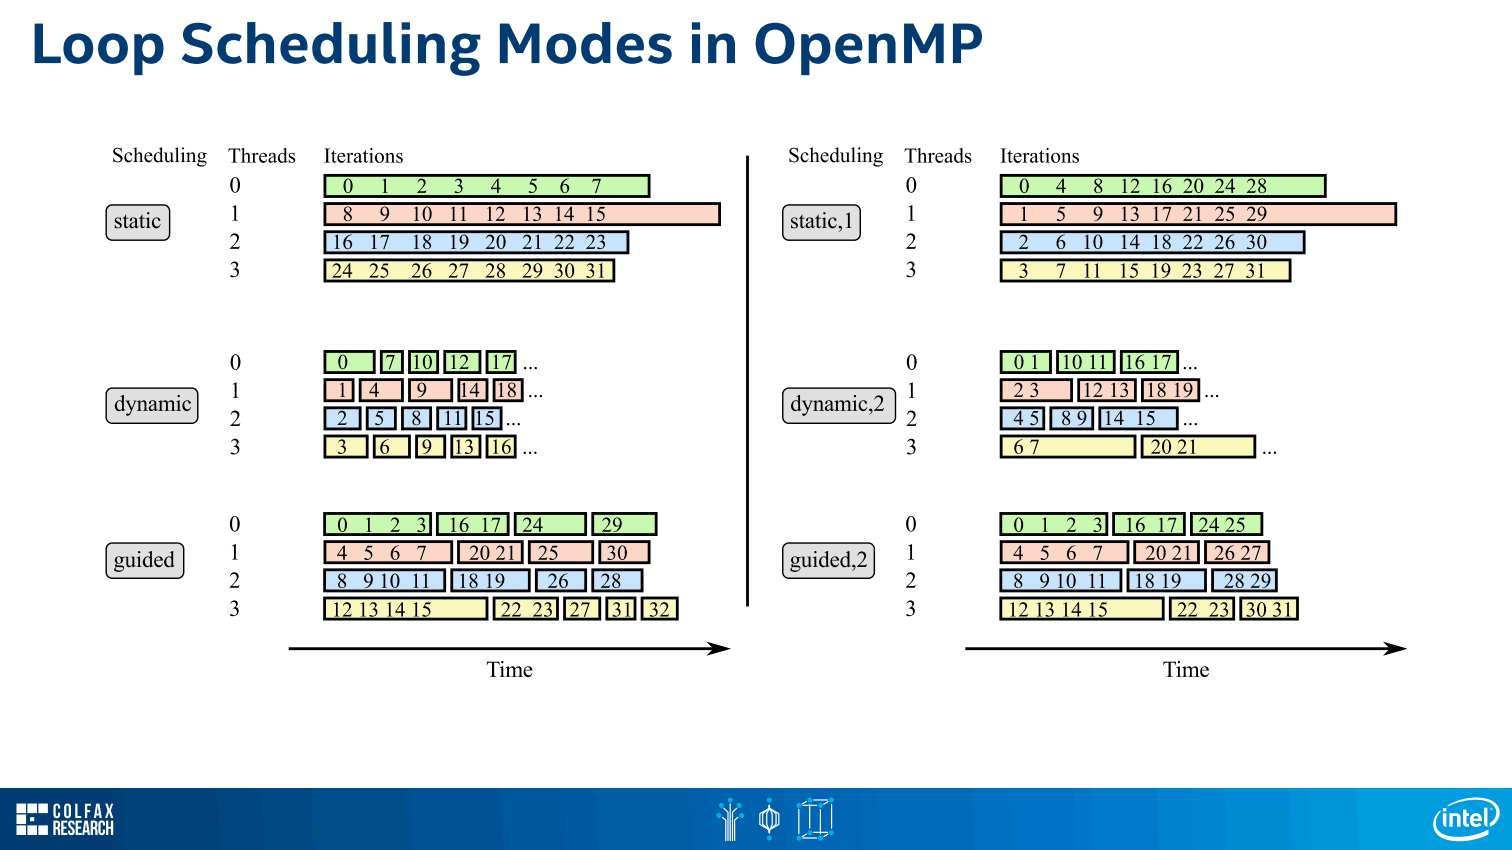 Loop Scheduling Modes in OpenMP
Scheduling Threads Iterations
static
0 0 1 2 3 4 5 6 7
1 8 9 10 11 12 13 14 15
2 16 17 18 19 20 21 22 23
3 24 25 26 27 28 29 30 31
dynamic
0 0 7 10 12 17 ...
1 1 4 9 14 18 ...
2 2 5 8 11 15 ...
3 3 6 9 13 16 ...
guided
0 0 1 2 3 16 17 24 29
1 4 5 6 7 20 21 25 30
2 8 9 10 11 18 19 26 28
3 12 13 14 15 22 23 27 31 32
Time
Scheduling Threads Iterations
static,1
0 0 4 8 12 16 20 24 28
1 1 5 9 13 17 21 25 29
2 2 6 10 14 18 22 26 30
3 3 7 11 15 19 23 27 31
dynamic,2
0 0 1 10 11 16 17 ...
1 2 3 12 13 18 19 ...
2 4 5 8 9 14 15 ...
3 6 7 20 21 ...
guided,2
0 0 1 2 3 16 17 24 25
1 4 5 6 7 20 21 26 27
2 8 9 10 11 18 19 28 29
3 12 13 14 15 22 23 30 31
Time
COLFAX
RESEARCH
intel